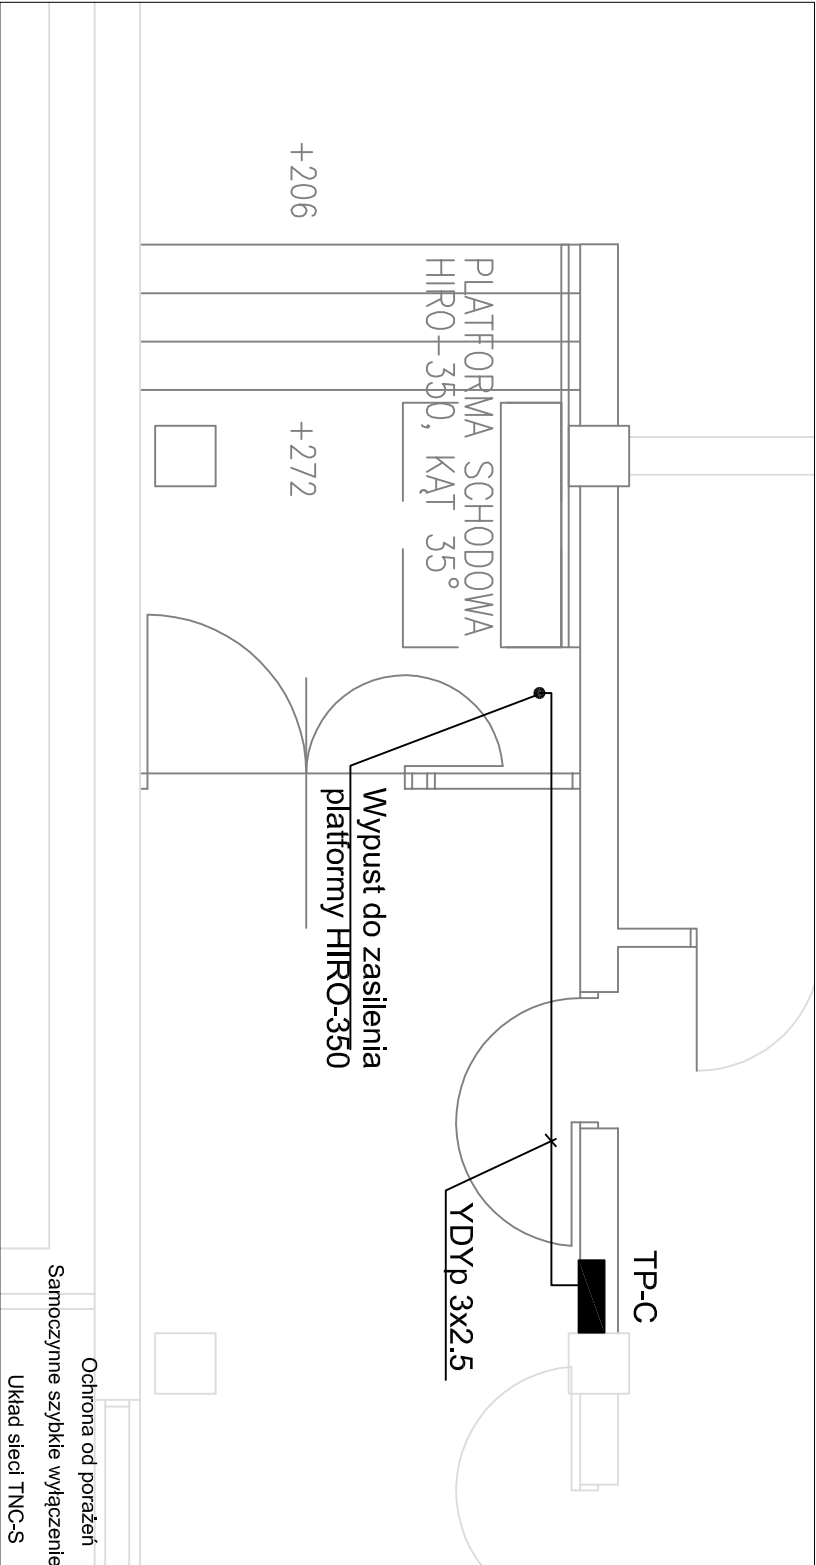 +206
PLATFORMA SCHODOWA
HIRO-350, KĄT 35°
+272
Wypust do zasilenia
platformy HIRO-350
TP-C
YDYp 3x2.5
Ochrona od porażeń
Samoczynne szybkie wyłączenie
Układ sieci TNC-S